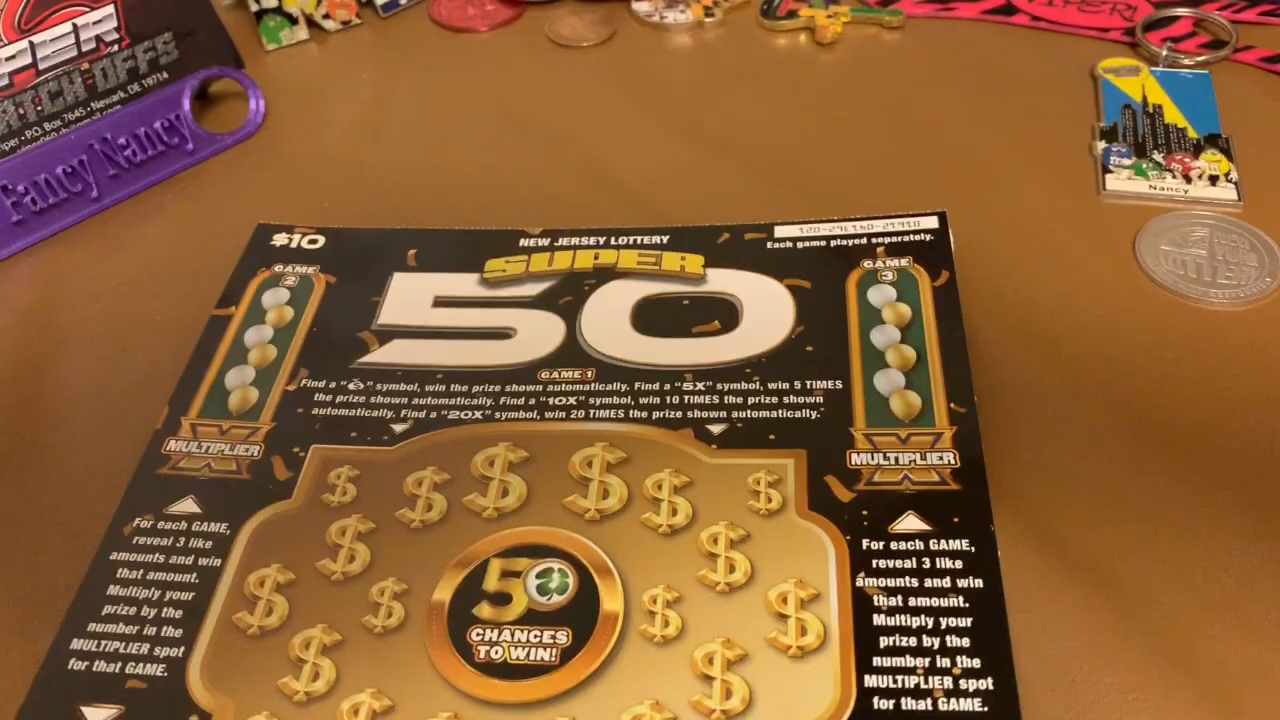 P.O. Box 7645 • Newark, DE 19714
Fancy Nancy
Nancy
$10
NEW JERSEY LOTTERY
Each game played separately.
SUPER
50
GAME
2
GAME
3
GAME 1
Find a "" symbol, win the prize shown automatically. Find a "5X" symbol, win 5 TIMES
the prize shown automatically. Find a "10X" symbol, win 10 TIMES the prize shown
automatically. Find a "20X" symbol, win 20 TIMES the prize shown automatically.
MULTIPLIER
X
MULTIPLIER
X
For each GAME,
reveal 3 like
amounts and win
that amount.
Multiply your
prize by the
number in the
MULTIPLIER spot
for that GAME.
50
CHANCES
TO WIN!
For each GAME,
reveal 3 like
amounts and win
that amount.
Multiply your
prize by the
number in the
MULTIPLIER spot
for that GAME.